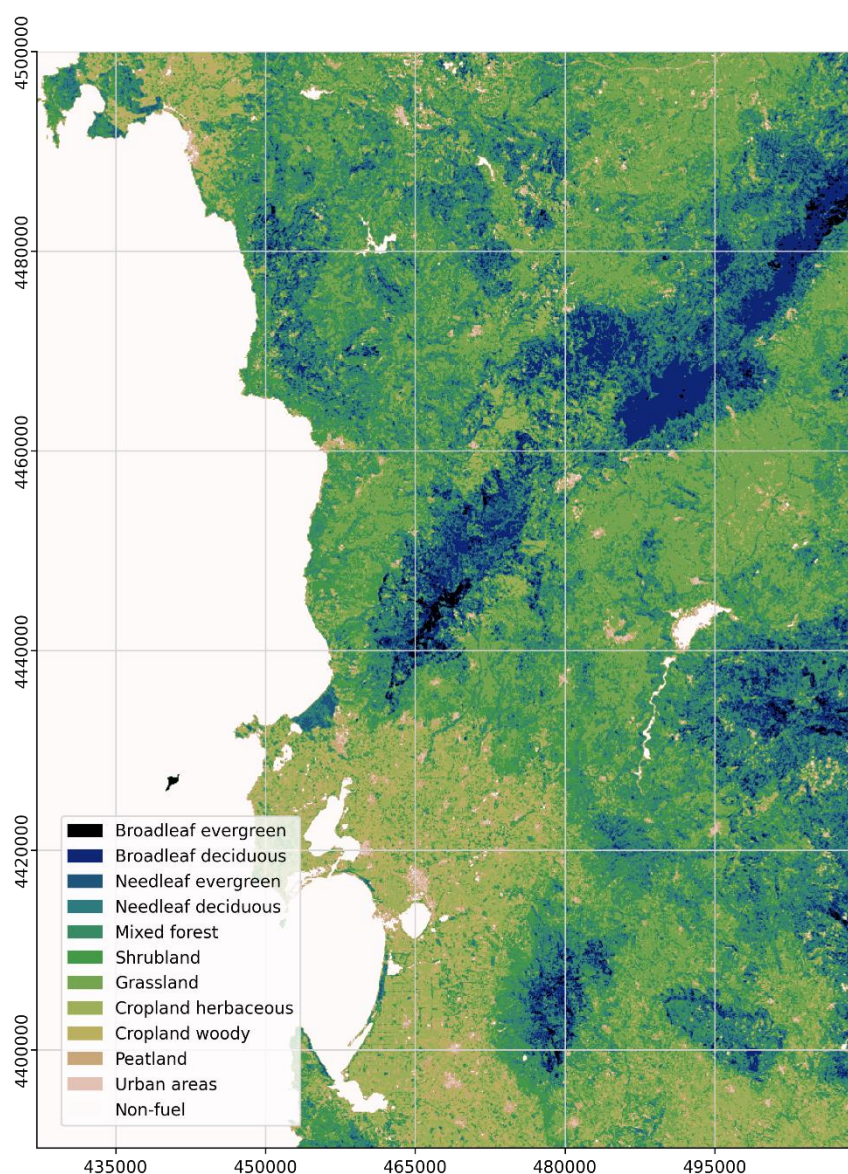 4500000
4480000
4460000
4440000
4420000
4400000
Broadleaf evergreen
Broadleaf deciduous
Needleaf evergreen
Needleaf deciduous
Mixed forest
Shrubland
Grassland
Cropland herbaceous
Cropland woody
Peatland
Urban areas
Non-fuel
435000
450000
465000
480000
495000